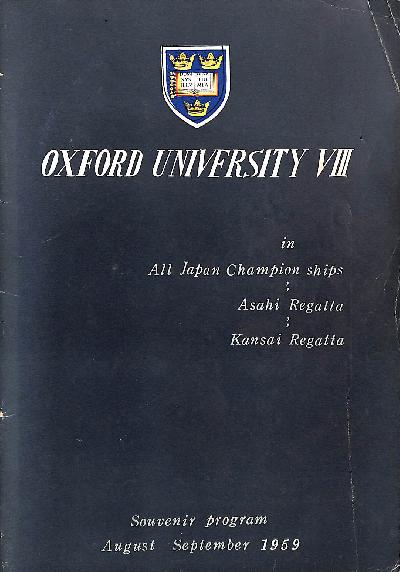 OXFORD UNIVERSITY VIII
in
All Japan Champion ships
;
Asahi Regatta
;
Kansai Regatta
Souvenir program
August September 1959